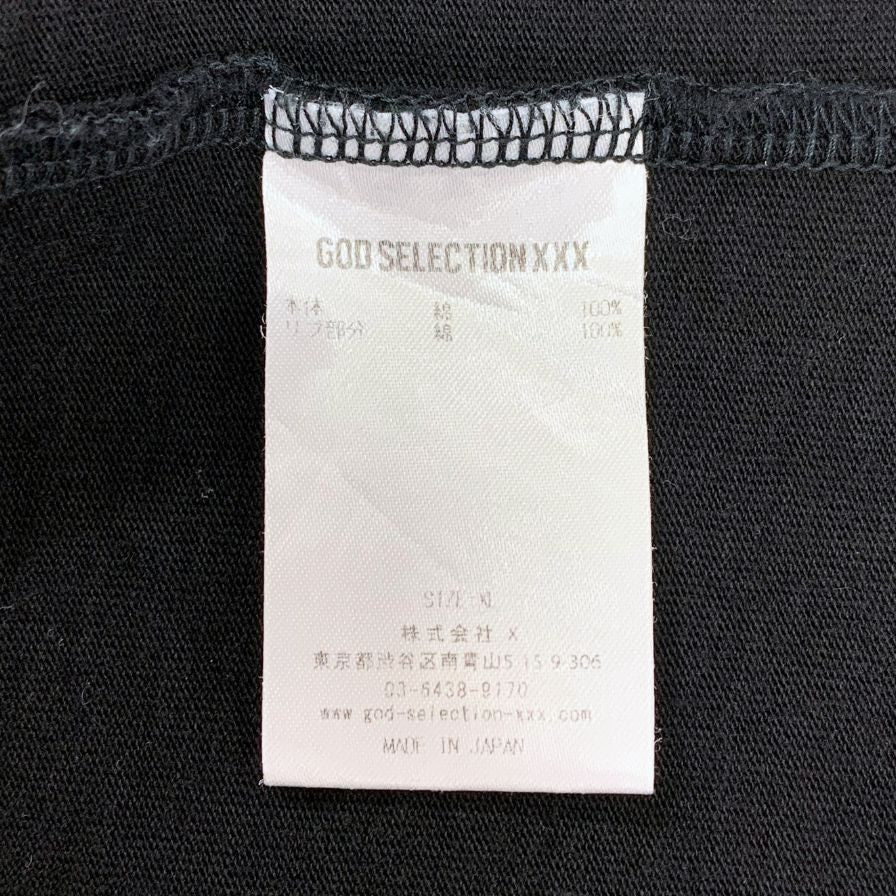 GOD SELECTION XXX
本体 綿 100%
リブ部分 綿 100%
SIZE:XL
株式会社 X
東京都渋谷区南青山5-15-9-306
03-6438-9170
www.god-selection-xxx.com
MADE IN JAPAN